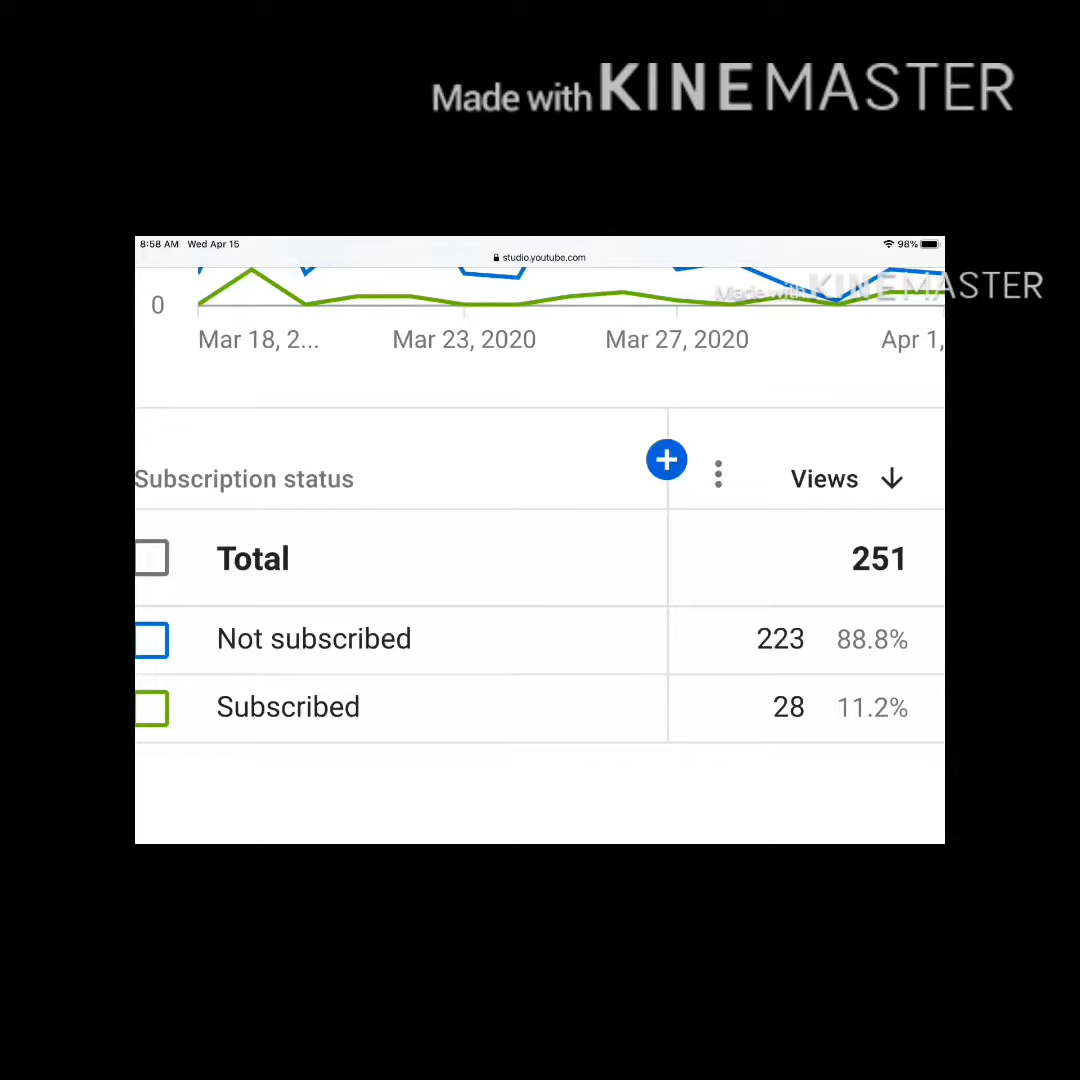 Made with KINEMASTER
8:58 AM Wed Apr 15
98%
studio.youtube.com
Made with KINEMASTER
0
Mar 18, 2...
Mar 23, 2020
Mar 27, 2020
Apr 1,
Subscription status
Views
Total
251
Not subscribed
223 88.8%
Subscribed
28 11.2%